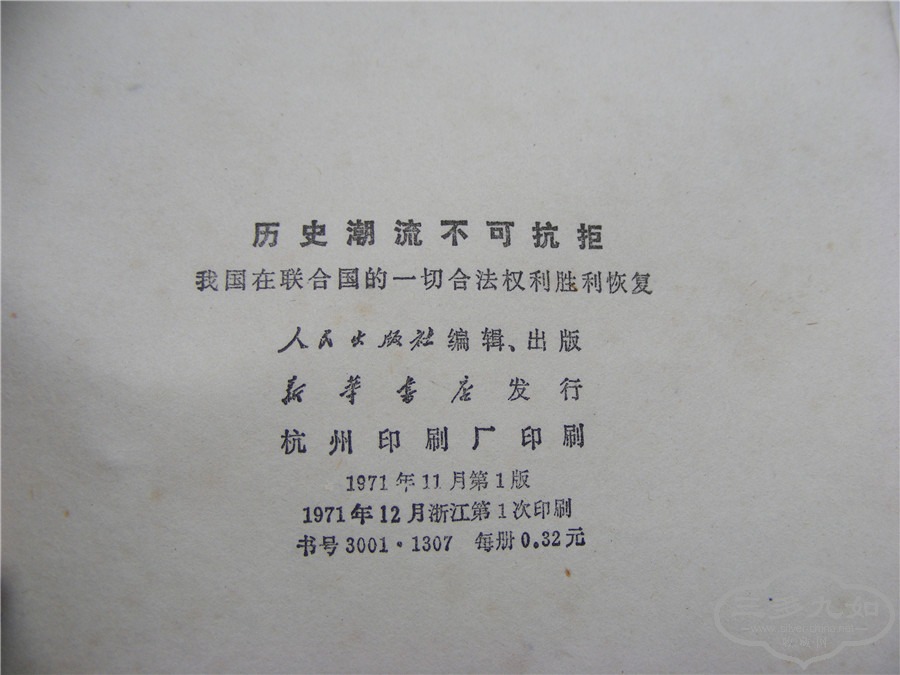 历史潮流不可抗拒
我国在联合国的一切合法权利胜利恢复
人民出版社编辑、出版
新华书店发行
杭州印刷厂印刷
1971年11月第1版
1971年12月浙江第1次印刷
书号3001·1307 每册0.32元
三多九如